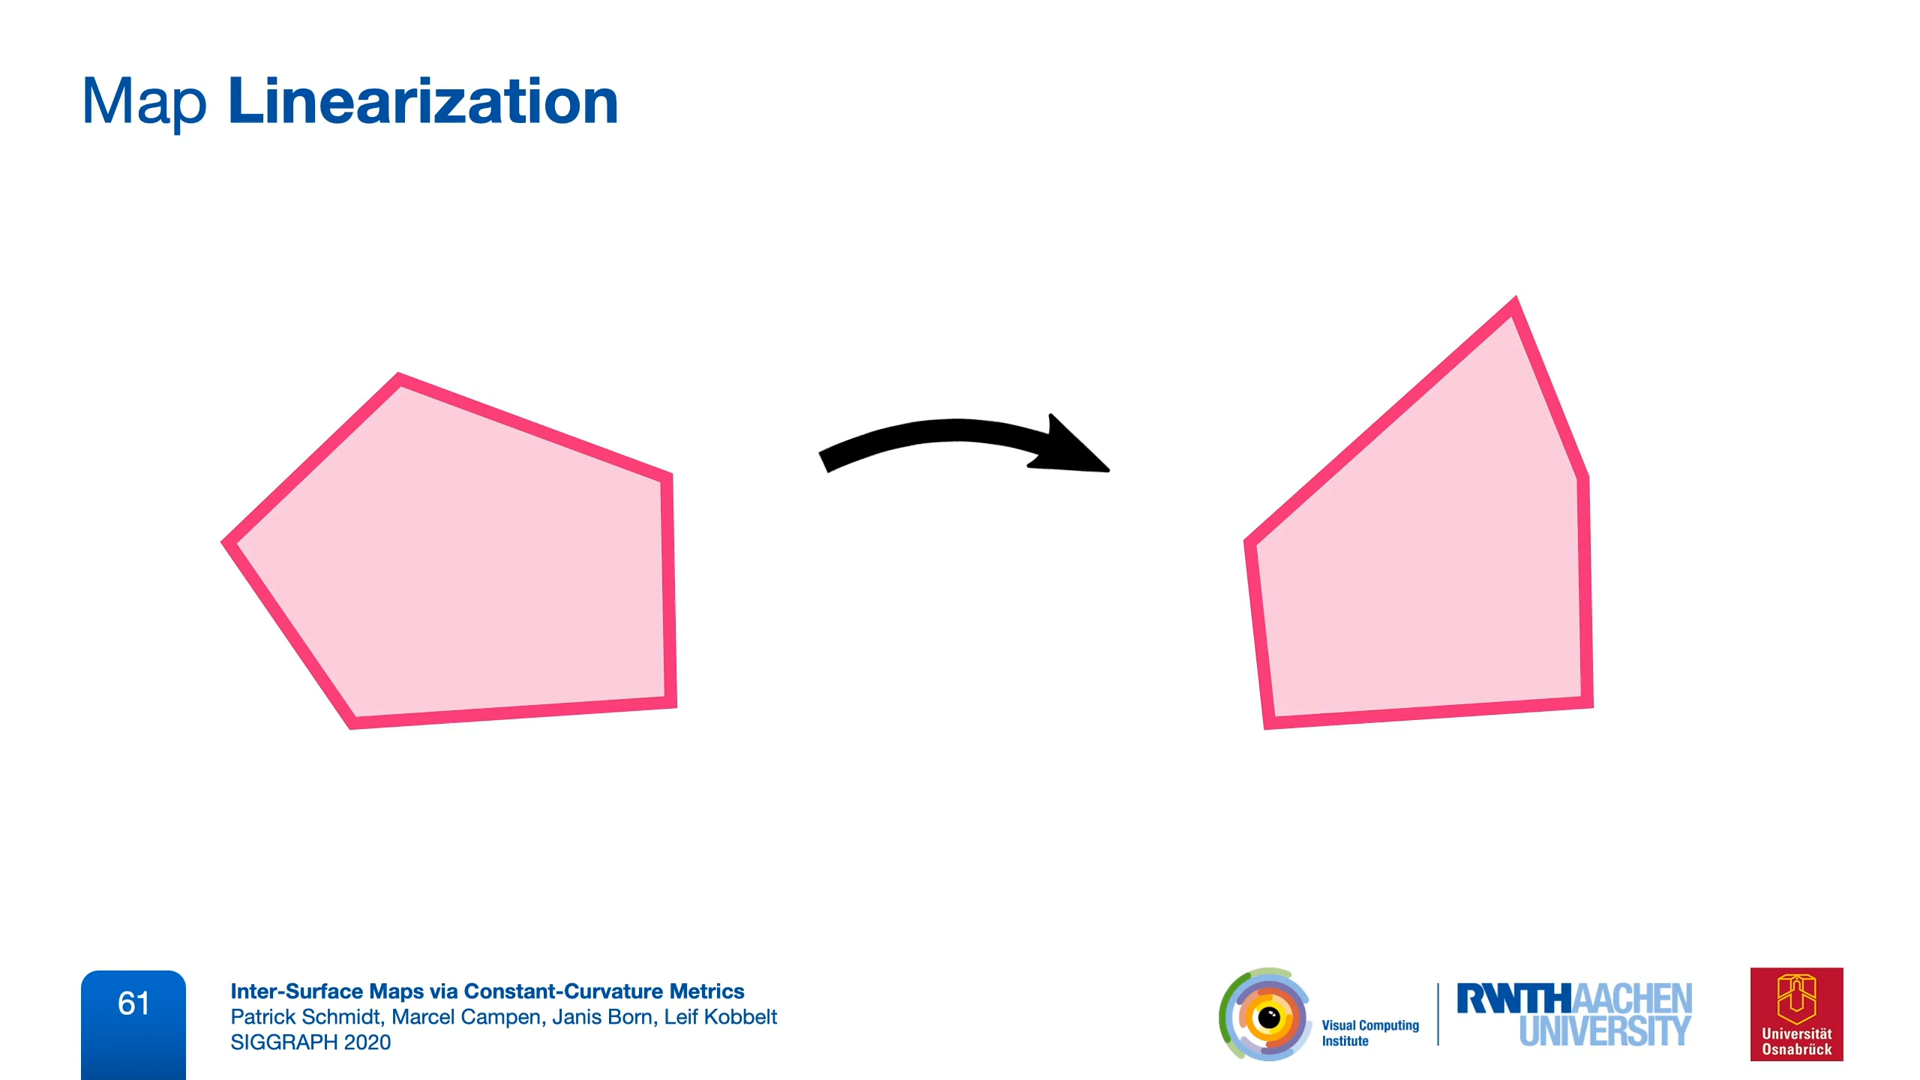 Map Linearization
61
Inter-Surface Maps via Constant-Curvature Metrics
Patrick Schmidt, Marcel Campen, Janis Born, Leif Kobbelt
SIGGRAPH 2020
Visual Computing
Institute
RWTHAACHEN
UNIVERSITY
Universität
Osnabrück